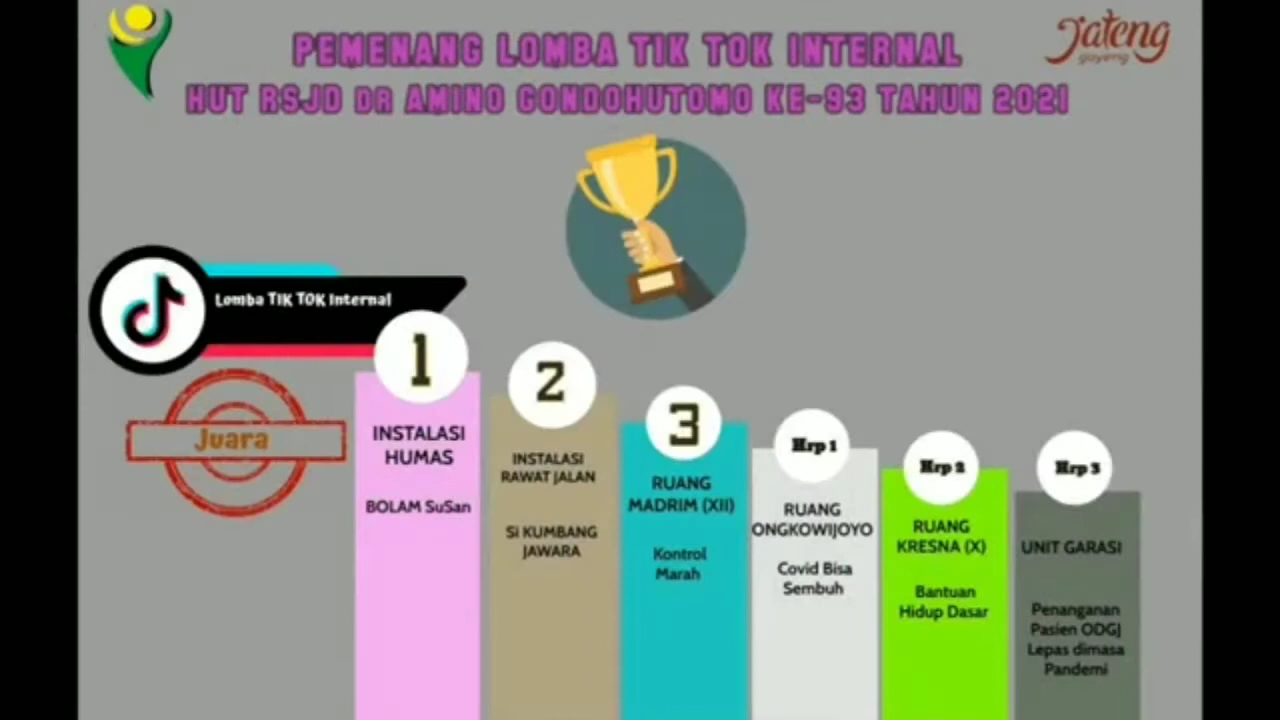 Jateng
gayeng
PEMENANG LOMBA TIK TOK INTERNAL
HUT RSJD DR AMINO GONDOHUTOMO KE-93 TAHUN 2021
Lomba TIK TOK Internal
Juara
1
INSTALASI
HUMAS
BOLAM SuSan
2
INSTALASI
RAWAT JALAN
Si KUMBANG
JAWARA
3
RUANG
MADRIM (XII)
Kontrol
Marah
Hrp 1
RUANG
ONGKOWIJOYO
Covid Bisa
Sembuh
Hrp 2
RUANG
KRESNA (X)
Bantuan
Hidup Dasar
Hrp 3
UNIT GARASI
Penanganan
Pasien ODGJ
Lepas dimasa
Pandemi